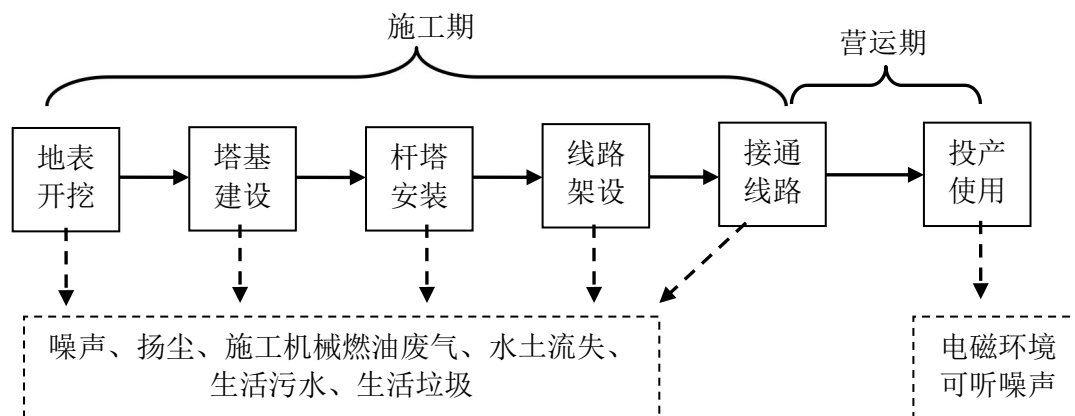 施工期
营运期
地表
开挖
塔基
建设
杆塔
安装
线路
架设
接通
线路
投产
使用
噪声、扬尘、施工机械燃油废气、水土流失、
生活污水、生活垃圾
电磁环境
可听噪声